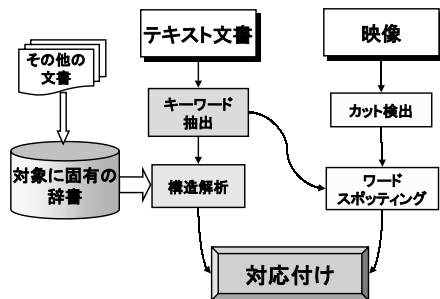 テキスト文書
映像
その他の
文書
キーワード
抽出
カット検出
対象に固有の
辞書
構造解析
ワード
スポッティング
対応付け